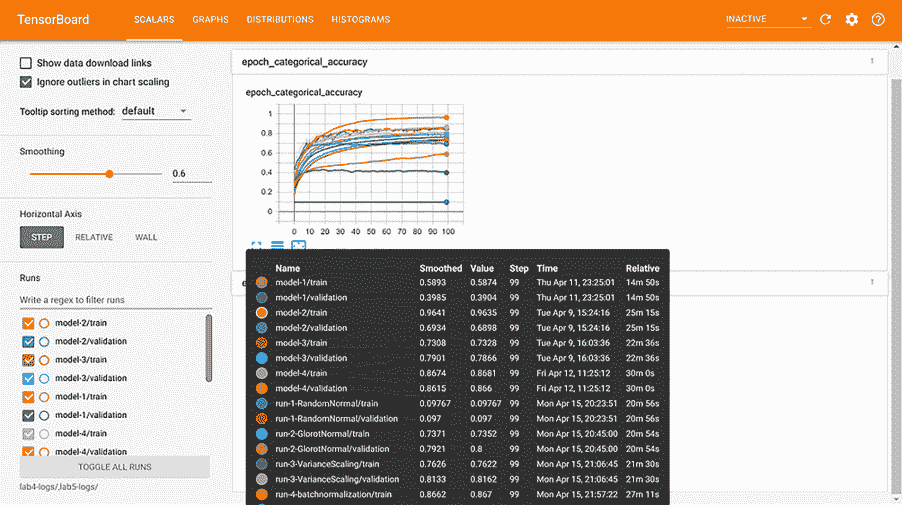 TensorBoard SCALARS GRAPHS DISTRIBUTIONS HISTOGRAMS INACTIVE
Show data download links
Ignore outliers in chart scaling
Tooltip sorting method: default
Smoothing
0.6
Horizontal Axis
STEP RELATIVE WALL
Runs
Write a regex to filter runs
model-2/train
model-2/validation
model-3/train
model-3/validation
model-1/train
model-1/validation
model-4/train
model-4/validation
TOGGLE ALL RUNS
lab4-logs/,lab5-logs/
epoch_categorical_accuracy
epoch_categorical_accuracy
1
0.8
0.6
0.4
0.2
0
0 10 20 30 40 50 60 70 80 90 100
Name Smoothed Value Step Time Relative
model-1/train 0.5893 0.5874 99 Thu Apr 11, 23:25:01 14m 50s
model-1/validation 0.3985 0.3904 99 Thu Apr 11, 23:25:01 14m 50s
model-2/train 0.9641 0.9635 99 Tue Apr 9, 15:24:16 25m 15s
model-2/validation 0.6934 0.6898 99 Tue Apr 9, 15:24:16 25m 15s
model-3/train 0.7308 0.7328 99 Tue Apr 9, 16:03:36 22m 36s
model-3/validation 0.7901 0.7866 99 Tue Apr 9, 16:03:36 22m 36s
model-4/train 0.8674 0.8681 99 Fri Apr 12, 11:25:12 30m 0s
model-4/validation 0.8615 0.866 99 Fri Apr 12, 11:25:12 30m 0s
run-1-RandomNormal/train 0.09767 0.09767 99 Mon Apr 15, 20:23:51 20m 56s
run-1-RandomNormal/validation 0.097 0.097 99 Mon Apr 15, 20:23:51 20m 56s
run-2-GlorotNormal/train 0.7371 0.7352 99 Mon Apr 15, 20:45:00 20m 54s
run-2-GlorotNormal/validation 0.7921 0.8 99 Mon Apr 15, 20:45:00 20m 54s
run-3-VarianceScaling/train 0.7626 0.7622 99 Mon Apr 15, 21:06:45 21m 30s
run-3-VarianceScaling/validation 0.8133 0.8162 99 Mon Apr 15, 21:06:45 21m 30s
run-4-batchnormalization/train 0.8662 0.867 99 Mon Apr 15, 21:57:22 27m 11s